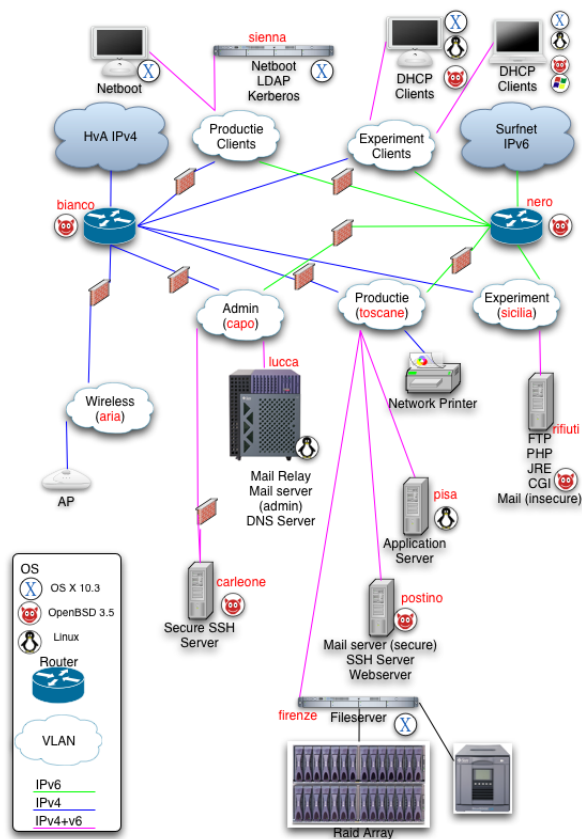 sienna
Netboot
Netboot
LDAP
Kerberos
DHCP
Clients
DHCP
Clients
HvA IPv4
Productie
Clients
Experiment
Clients
Surfnet
IPv6
bianco
nero
Admin
(capo)
Productie
(toscane)
Experiment
(sicilia)
lucca
Wireless
(aria)
Network Printer
AP
Mail Relay
Mail server
(admin)
DNS Server
rifiuti
FTP
PHP
JRE
CGI
Mail (insecure)
pisa
Application
Server
carleone
Secure SSH
Server
postino
Mail server (secure)
SSH Server
Webserver
firenze
Fileserver
Raid Array
OS
X OS X 10.3
OpenBSD 3.5
Linux
Router
VLAN
IPv6
IPv4
IPv4+v6